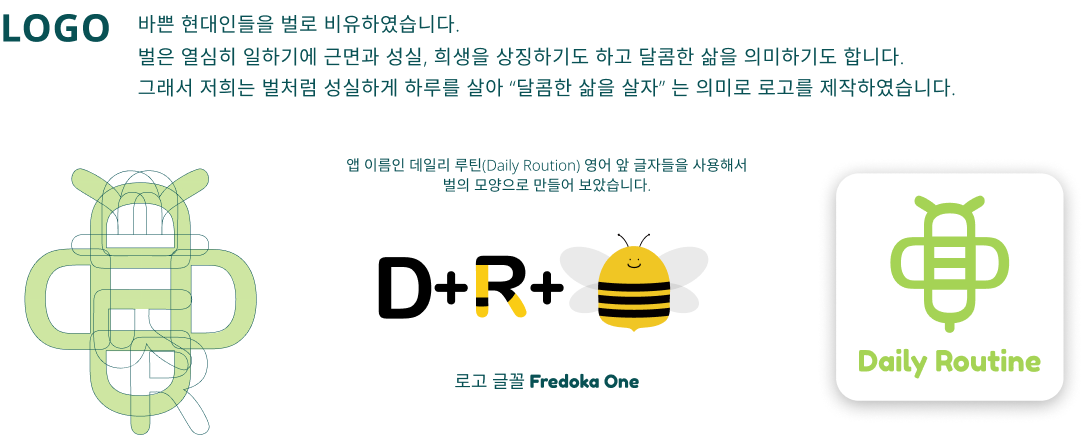 LOGO
바쁜 현대인들을 벌로 비유하였습니다.
벌은 열심히 일하기에 근면과 성실, 희생을 상징하기도 하고 달콤한 삶을 의미하기도 합니다.
그래서 저희는 벌처럼 성실하게 하루를 살아 “달콤한 삶을 살자” 는 의미로 로고를 제작하였습니다.
앱 이름인 데일리 루틴(Daily Roution) 영어 앞 글자들을 사용해서
벌의 모양으로 만들어 보았습니다.
D+R+
로고 글꼴 Fredoka One
Daily Routine